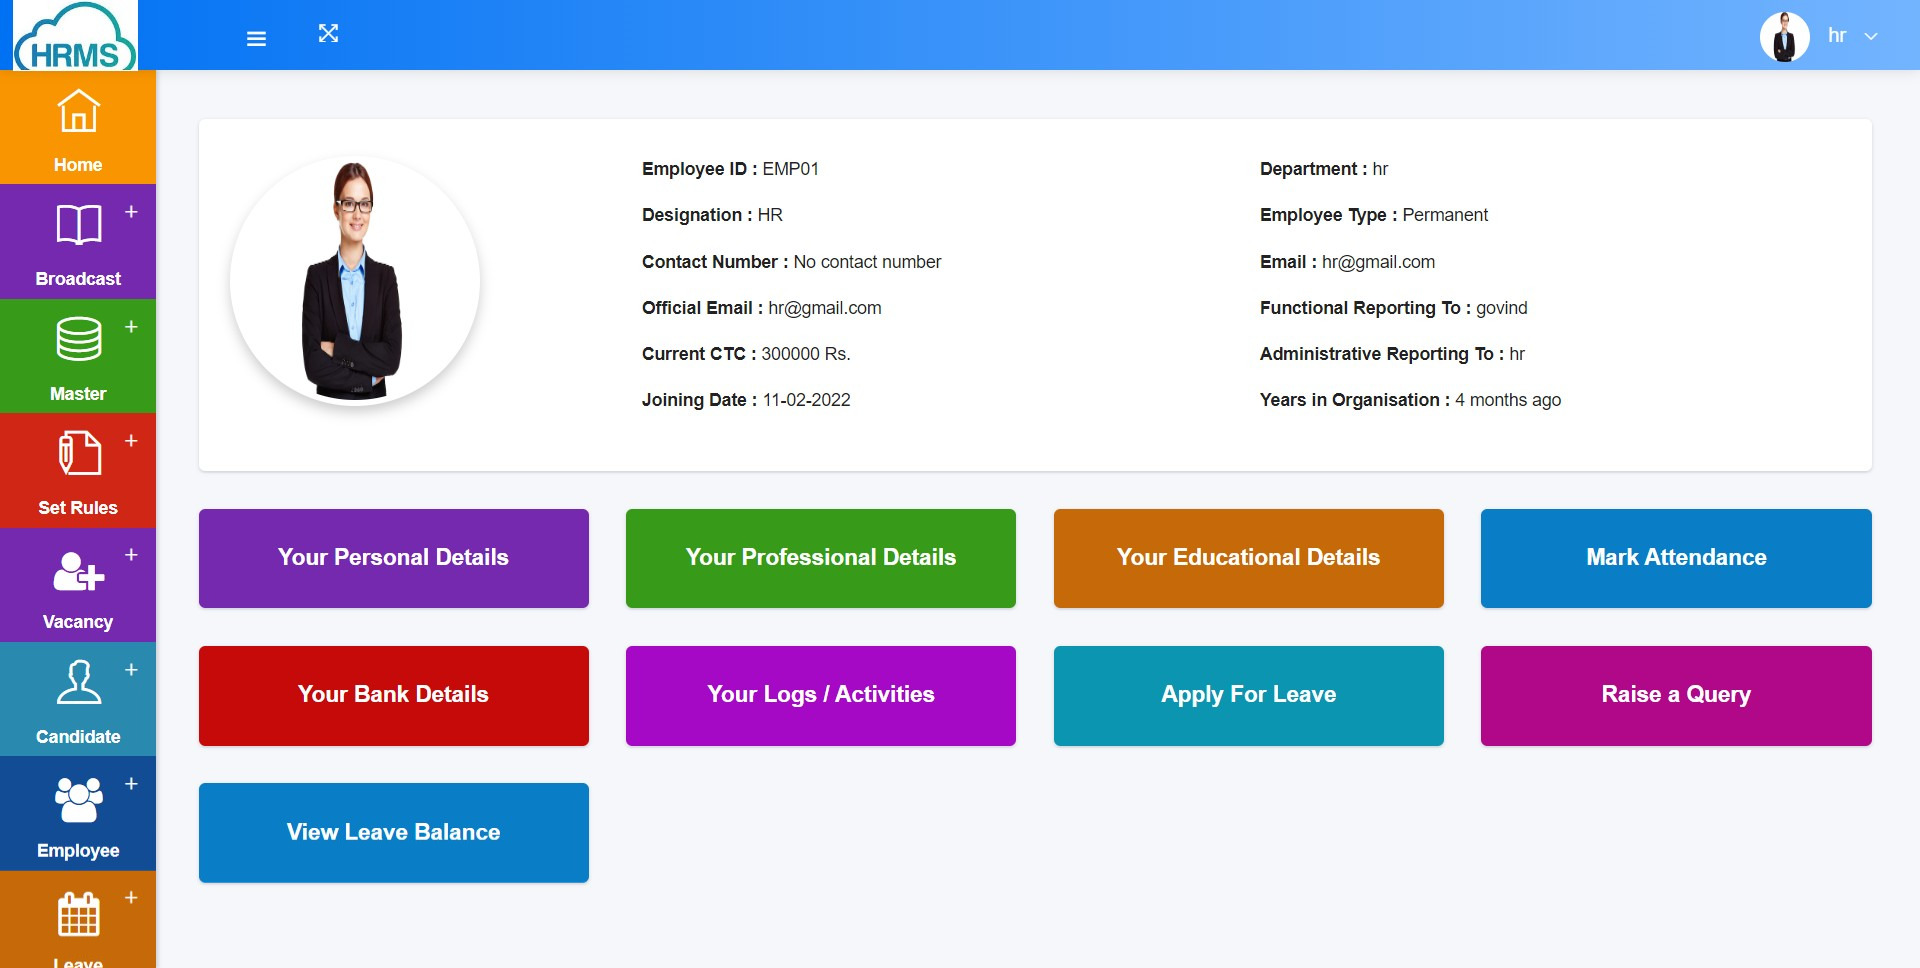 HRMS
hr
Home
Broadcast
Master
Set Rules
Vacancy
Candidate
Employee
Leave
Employee ID : EMP01
Designation : HR
Contact Number : No contact number
Official Email : hr@gmail.com
Current CTC : 300000 Rs.
Joining Date : 11-02-2022
Department : hr
Employee Type : Permanent
Email : hr@gmail.com
Functional Reporting To : govind
Administrative Reporting To : hr
Years in Organisation : 4 months ago
Your Personal Details
Your Professional Details
Your Educational Details
Mark Attendance
Your Bank Details
Your Logs / Activities
Apply For Leave
Raise a Query
View Leave Balance